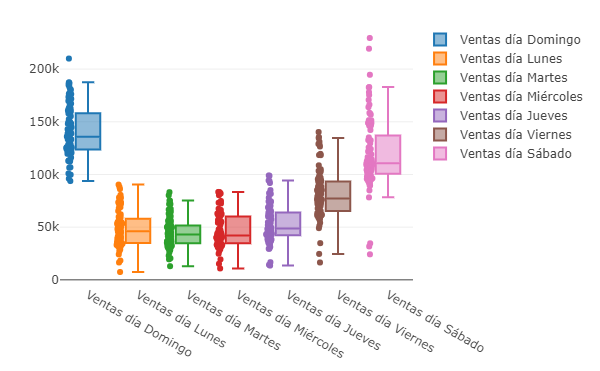 200k
150k
100k
50k
0
Ventas día Domingo
Ventas día Lunes
Ventas día Martes
Ventas día Miércoles
Ventas día Jueves
Ventas día Viernes
Ventas día Sábado
Ventas día Domingo
Ventas día Lunes
Ventas día Martes
Ventas día Miércoles
Ventas día Jueves
Ventas día Viernes
Ventas día Sábado